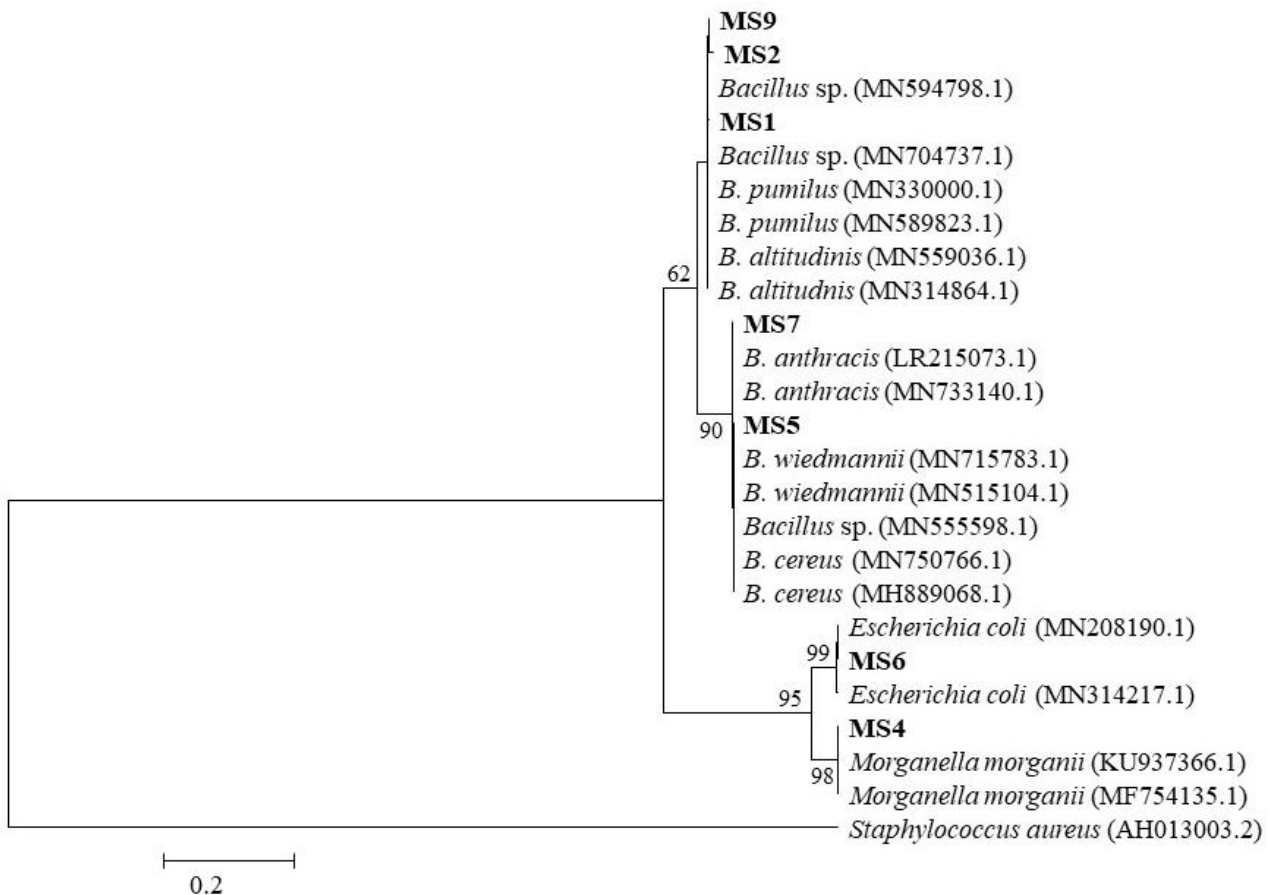 MS9
MS2
Bacillus sp. (MN594798.1)
MS1
Bacillus sp. (MN704737.1)
B. pumilus (MN330000.1)
B. pumilus (MN589823.1)
B. altitudinis (MN559036.1)
62
B. altitudnis (MN314864.1)
MS7
B. anthracis (LR215073.1)
B. anthracis (MN733140.1)
90
MS5
B. wiedmannii (MN715783.1)
B. wiedmannii (MN515104.1)
Bacillus sp. (MN555598.1)
B. cereus (MN750766.1)
B. cereus (MH889068.1)
Escherichia coli (MN208190.1)
99
MS6
95
Escherichia coli (MN314217.1)
MS4
Morganella morganii (KU937366.1)
98
Morganella morganii (MF754135.1)
Staphylococcus aureus (AH013003.2)
0.2